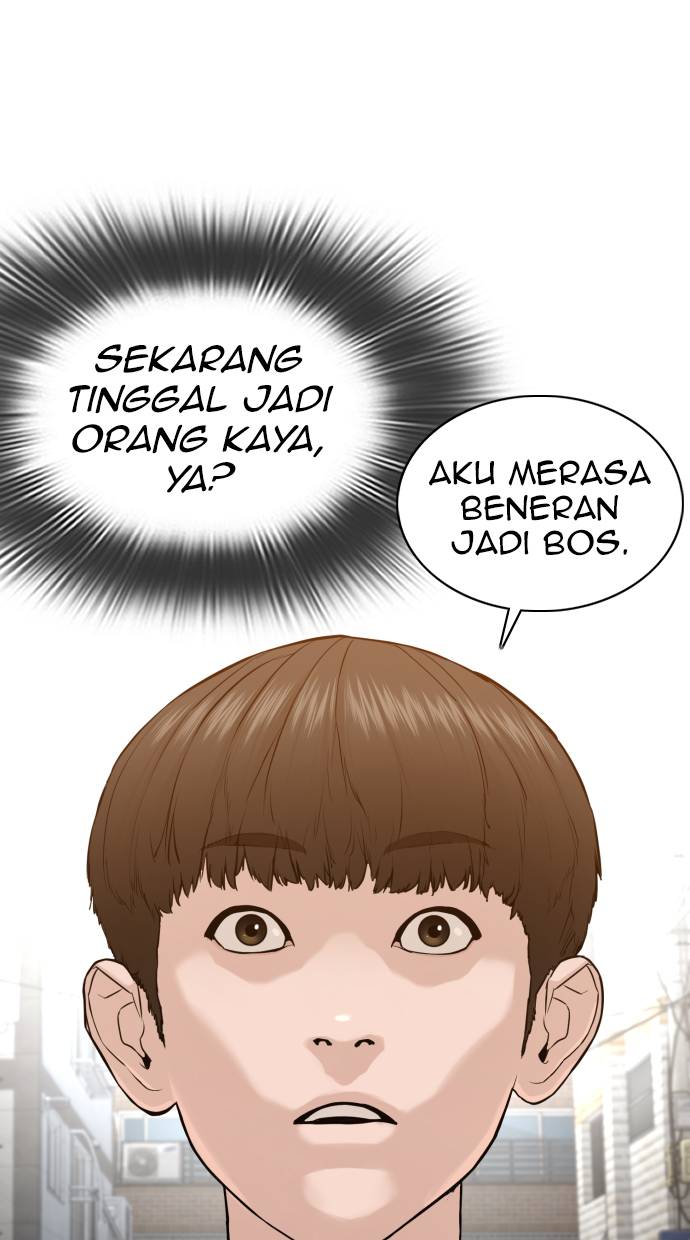 SEKARANG
TINGGAL JADI
ORANG KAYA,
YA?
AKU MERASA
BENERAN
JADI BOS.